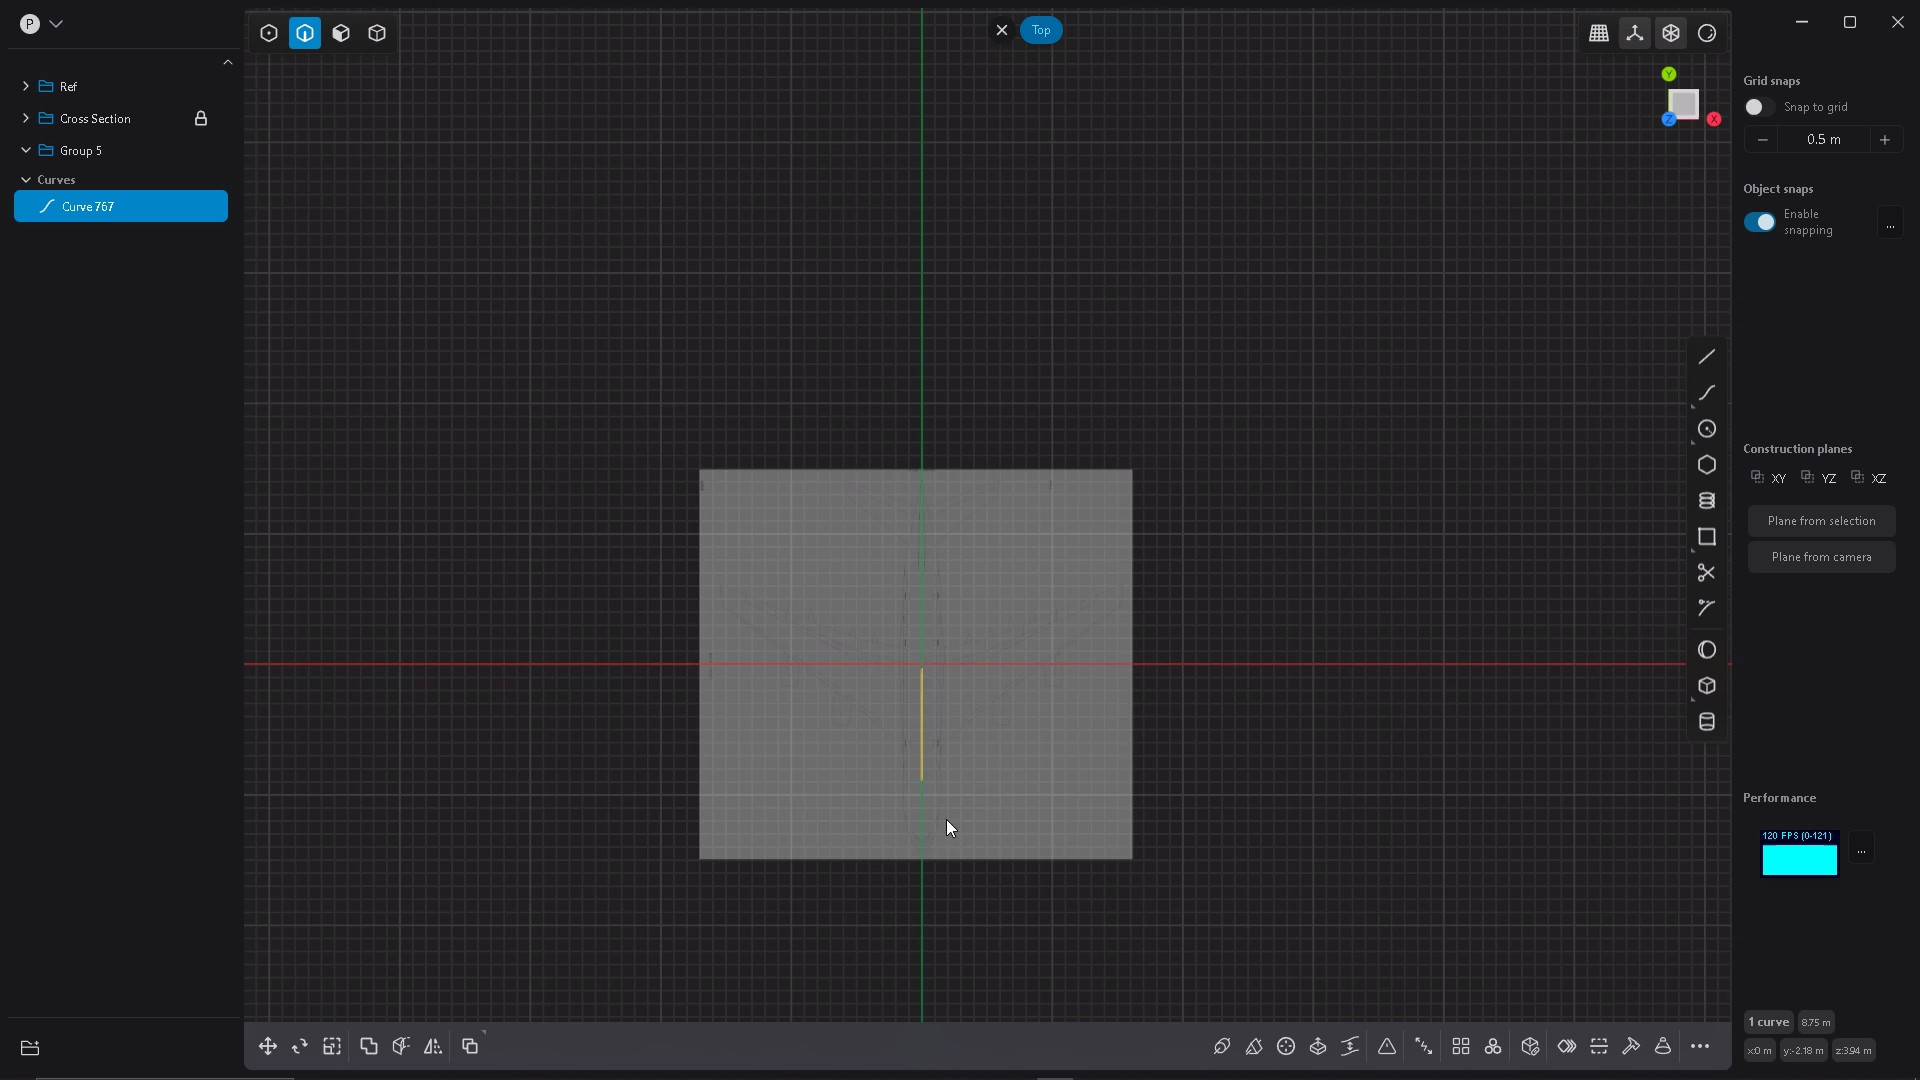 P
Top
Ref
Cross Section
Group 5
Curves
Curve 767
Y
Z
X
Grid snaps
Snap to grid
0.5 m
Object snaps
Enable
snapping
...
Construction planes
XY
YZ
XZ
Plane from selection
Plane from camera
Performance
120 FPS (0-121)
...
1 curve
8.75 m
x:0 m
y:-2.18 m
z:3.94 m